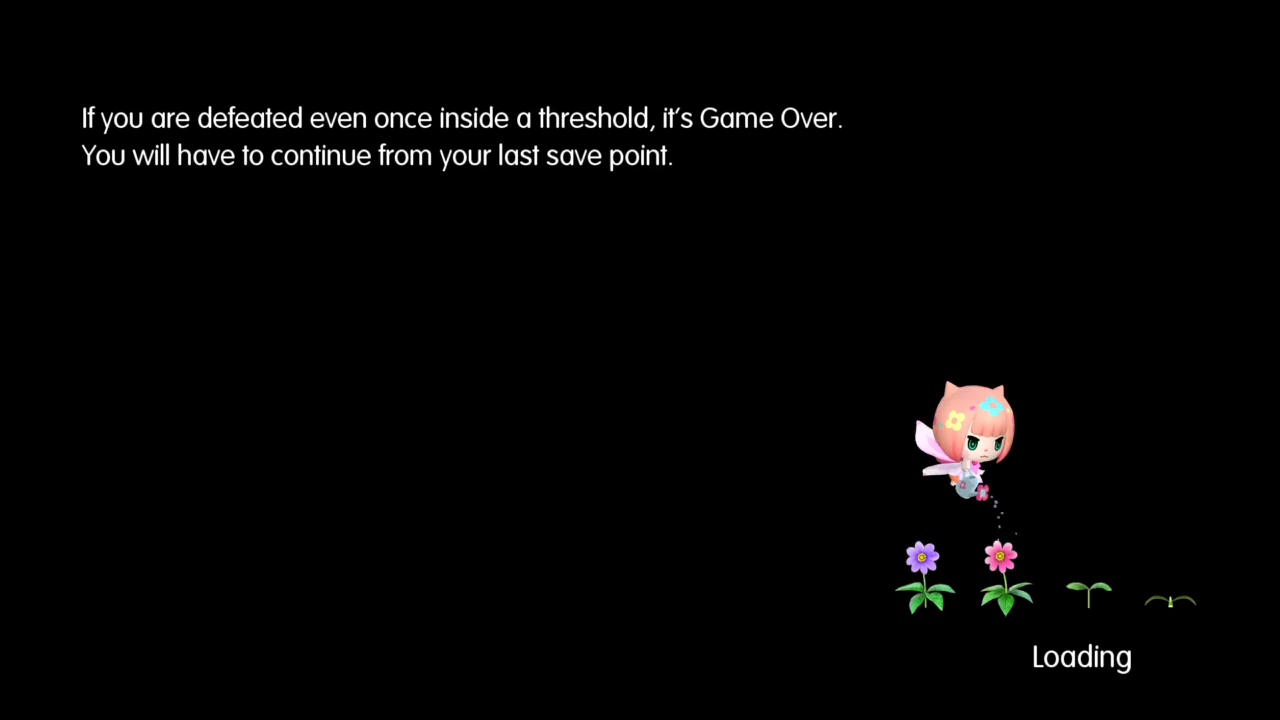 If you are defeated even once inside a threshold, it's Game Over.
You will have to continue from your last save point.
Loading